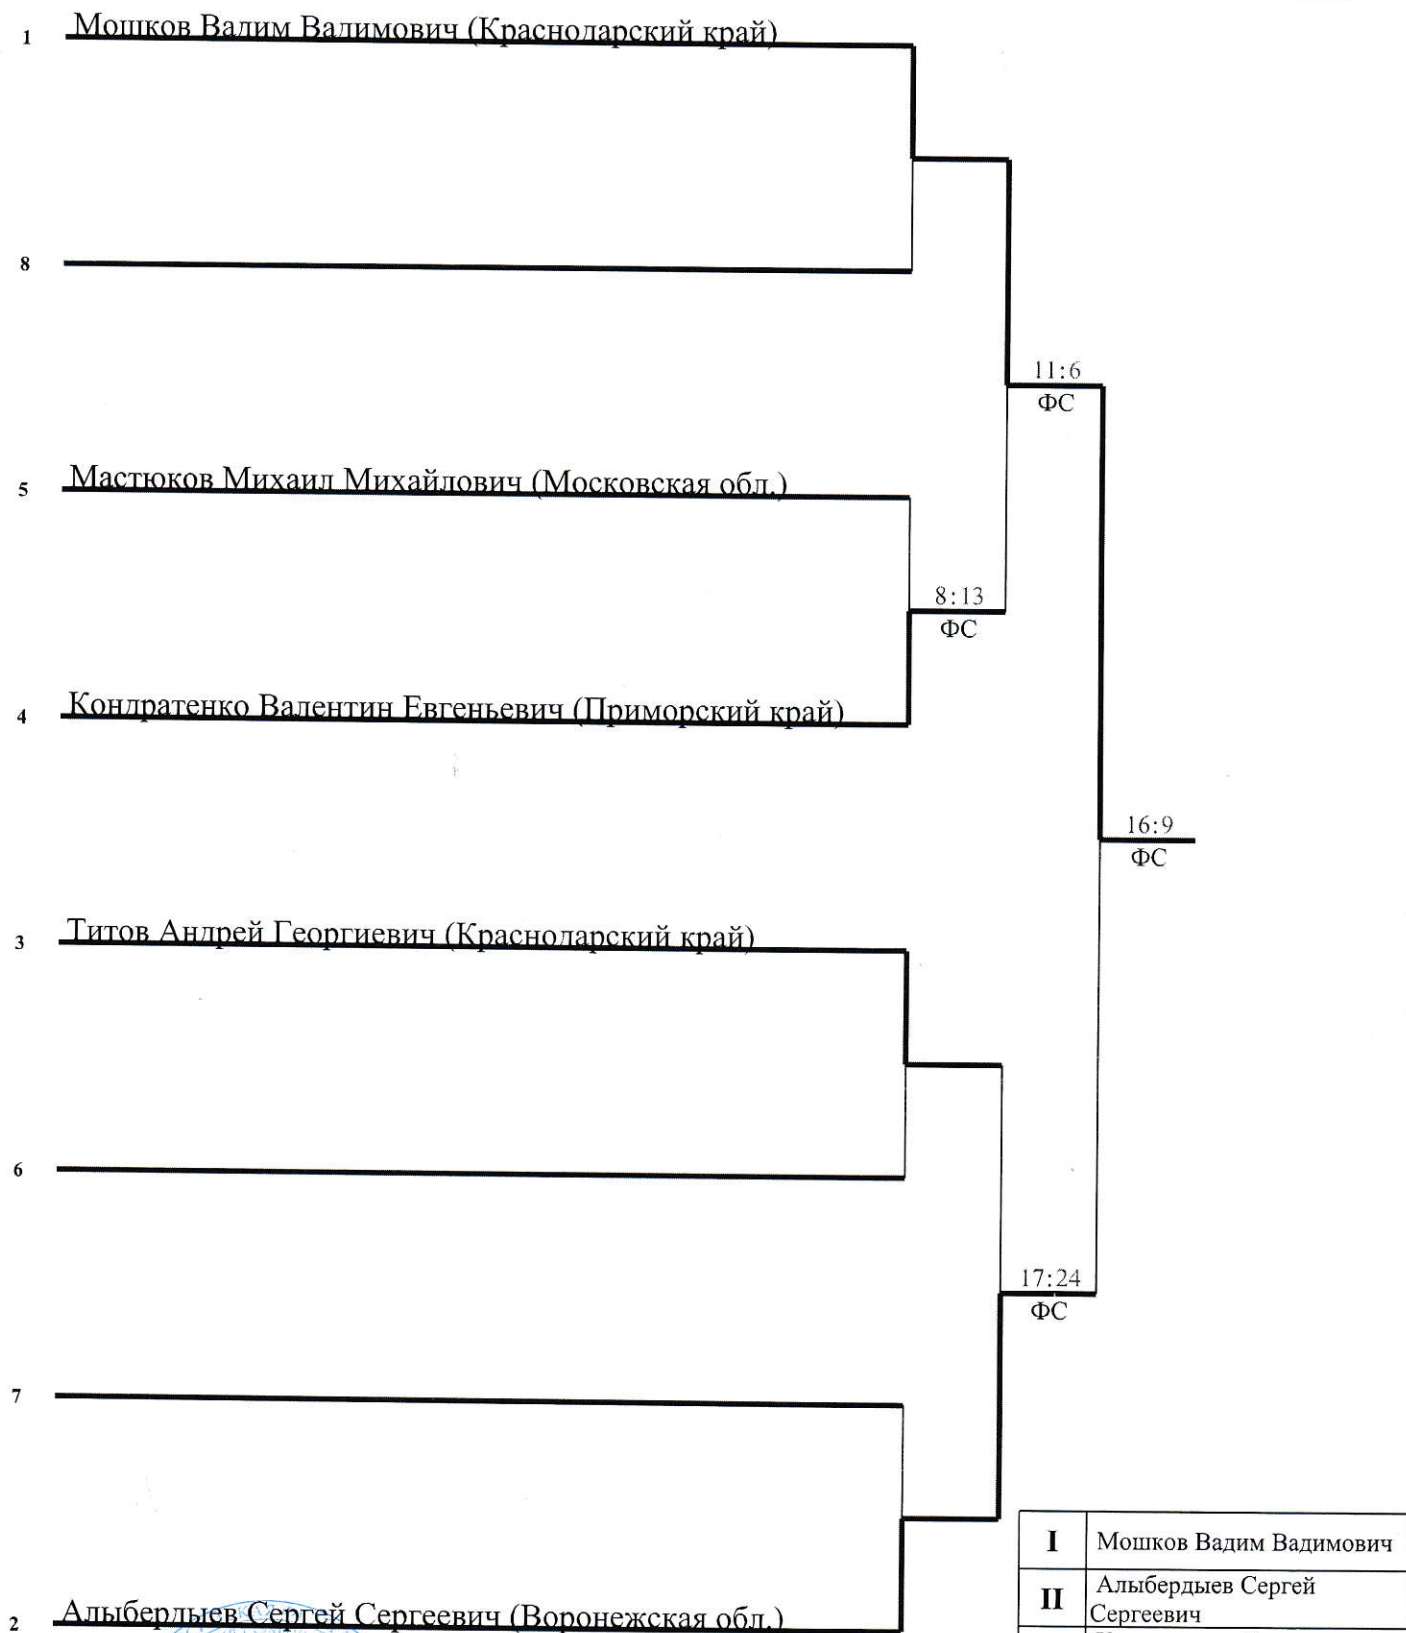 1 Мошков Вадим Вадимович (Краснодарский край)
8
11:6
ФС
5 Мастюков Михаил Михайлович (Московская обл.)
8:13
ФС
4 Кондратенко Валентин Евгеньевич (Приморский край)
16:9
ФС
3 Титов Андрей Георгиевич (Краснодарский край)
6
17:24
ФС
7
I Мошков Вадим Вадимович
II Алыбердыев Сергей
Сергеевич
2 Алыбердыев Сергей Сергеевич (Воронежская обл.)